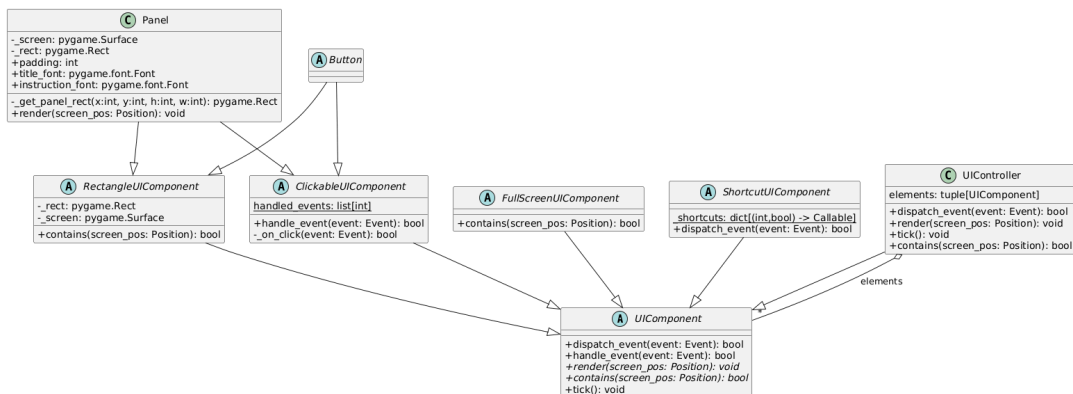 C Panel
-_screen: pygame.Surface
-_rect: pygame.Rect
+padding: int
+title_font: pygame.font.Font
+instruction_font: pygame.font.Font
-_get_panel_rect(x:int, y:int, h:int, w:int): pygame.Rect
+render(screen_pos: Position): void
A Button
A RectangleUIComponent
-_rect: pygame.Rect
-_screen: pygame.Surface
+contains(screen_pos: Position): bool
A ClickableUIComponent
handled_events: list[int]
+handle_event(event: Event): bool
-_on_click(event: Event): bool
A FullScreenUIComponent
+contains(screen_pos: Position): bool
A ShortcutUIComponent
_shortcuts: dict[(int,bool) -> Callable]
+dispatch_event(event: Event): bool
C UIController
elements: tuple[UIComponent]
+dispatch_event(event: Event): bool
+render(screen_pos: Position): void
+tick(): void
+contains(screen_pos: Position): bool
elements
*
A UIComponent
+dispatch_event(event: Event): bool
+handle_event(event: Event): bool
+render(screen_pos: Position): void
+contains(screen_pos: Position): bool
+tick(): void